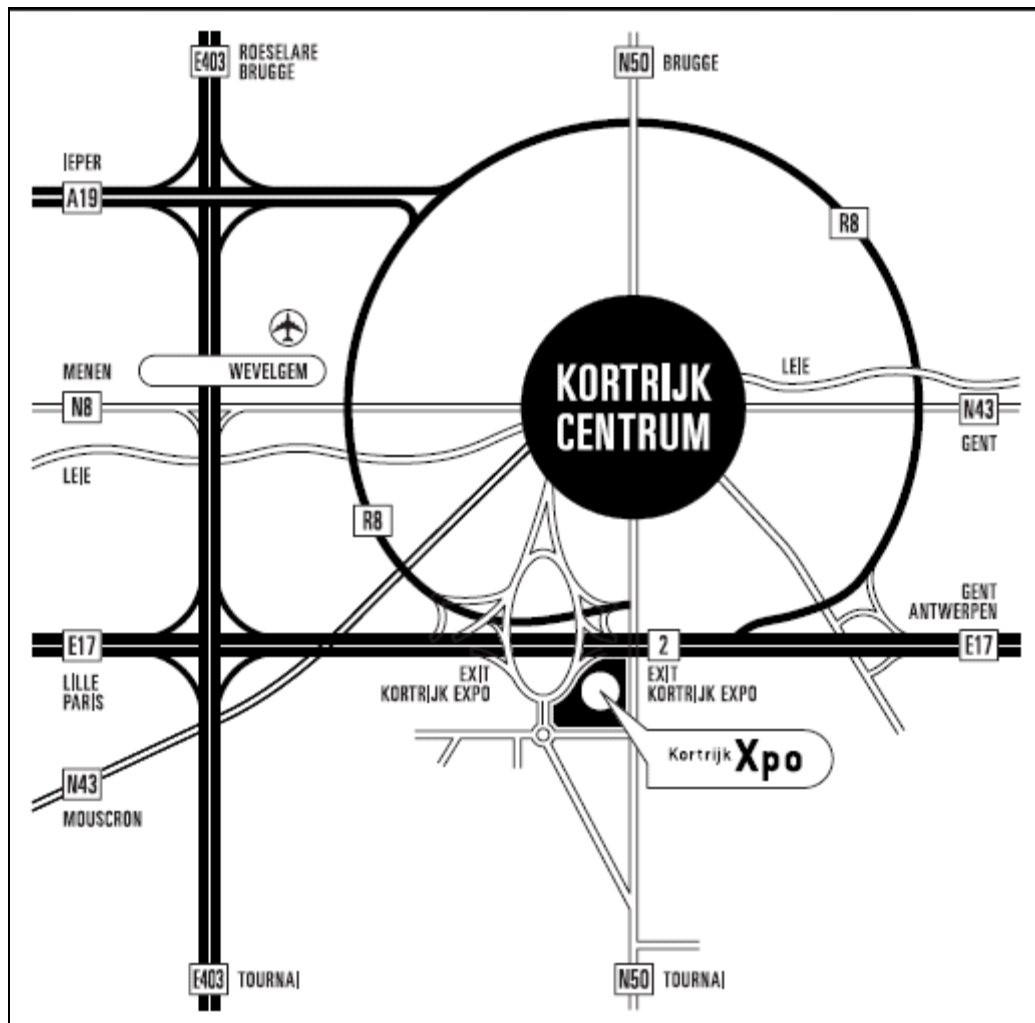 E403
ROESELARE
BRUGGE
N50
BRUGGE
IEPER
A19
R8
MENEN
N8
WEVELGEM
KORTRIJK
CENTRUM
LEIE
N43
GENT
LEIE
R8
GENT
ANTWERPEN
E17
LILLE
PARIS
EXIT
KORTRIJK EXPO
2
EXIT
KORTRIJK EXPO
E17
Kortrijk Xpo
N43
MOUSCRON
E403
TOURNAI
N50
TOURNAI